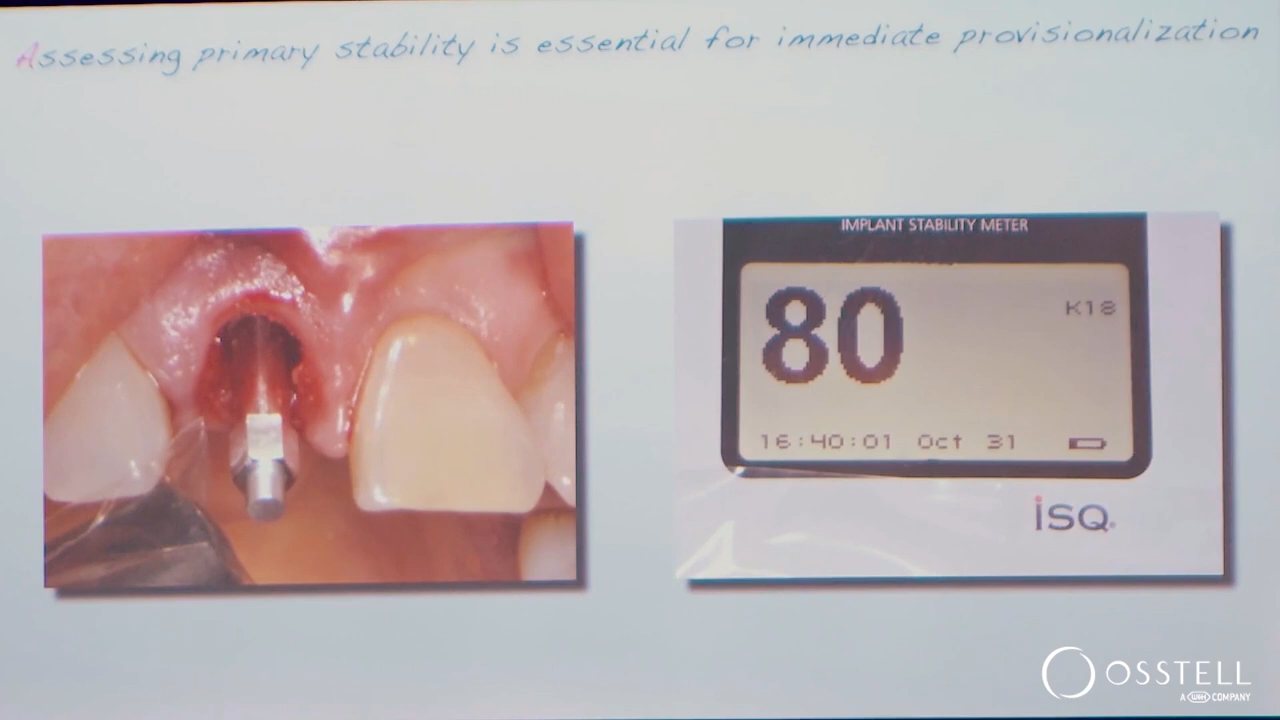 Assessing primary stability is essential for immediate provisionalization
IMPLANT STABILITY METER
80
K18
16:40:01 Oct 31
iSQ.
OSSTELL
A W&H COMPANY